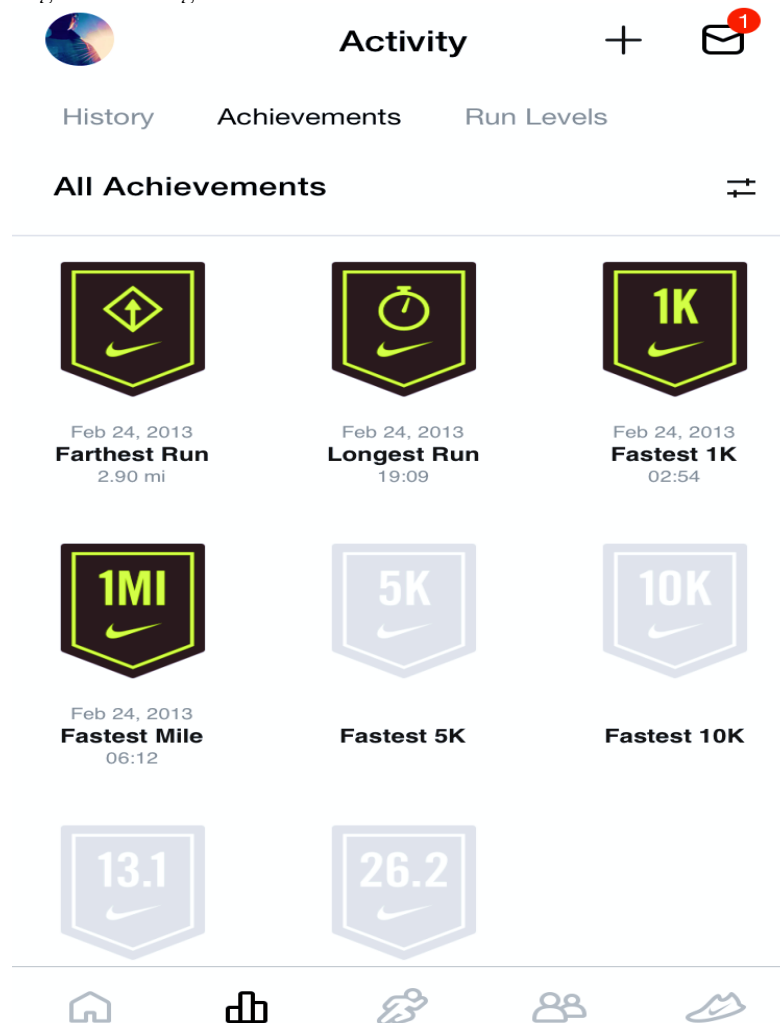 1
Activity
History Achievements Run Levels
All Achievements
1K
Feb 24, 2013 Feb 24, 2013 Feb 24, 2013
Farthest Run Longest Run Fastest 1K
2.90 mi 19:09 02:54
1MI 5K 10K
Feb 24, 2013
Fastest Mile Fastest 5K Fastest 10K
06:12
13.1 26.2